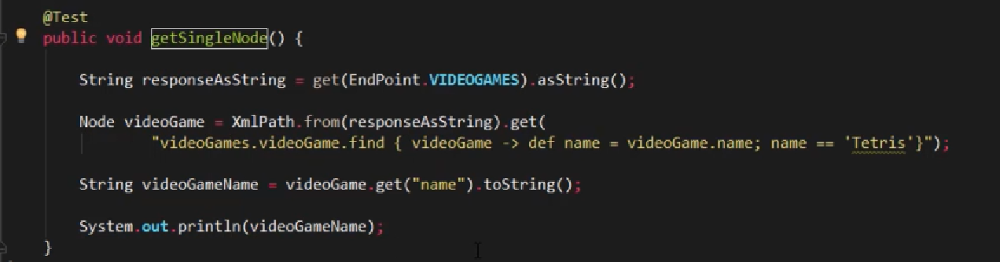 @Test
public void getSingleNode() {
String responseAsString = get(EndPoint.VIDEOGAMES).asString();
Node videoGame = XmlPath.from(responseAsString).get(
"videoGames.videoGame.find { videoGame -> def name = videoGame.name; name == 'Tetris'}");
String videoGameName = videoGame.get("name").toString();
System.out.println(videoGameName);
}